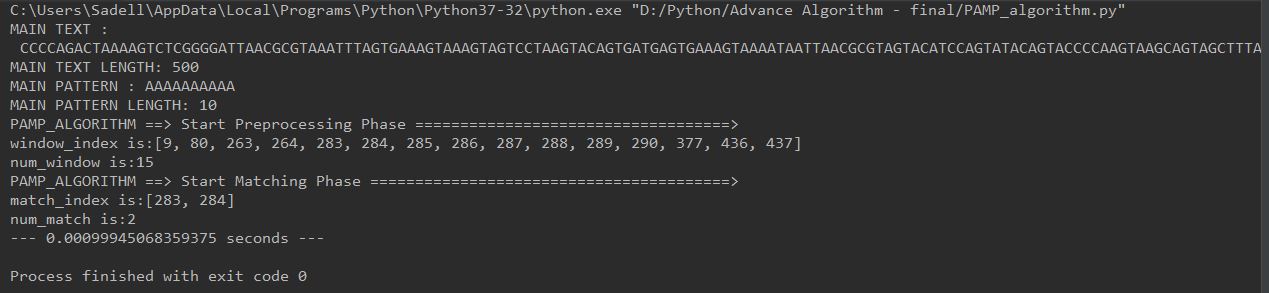 C:\Users\Sadell\AppData\Local\Programs\Python\Python37-32\python.exe "D:/Python/Advance Algorithm - final/PAMP_algorithm.py"
MAIN TEXT :
 CCCCAGACTAAAAGTCTCGGGGATTAACGCGTAAATTTAGTGAAAGTAAAGTAGTCCTAAGTACAGTGATGAGTGAAAGTAAAATAATTAACGCGTAGTACATCCAGTATACAGTACCCCAAGTAAGCAGTAGCTTTA
MAIN TEXT LENGTH: 500
MAIN PATTERN : AAAAAAAAAA
MAIN PATTERN LENGTH: 10
PAMP_ALGORITHM ==> Start Preprocessing Phase ===================================>
window_index is:[9, 80, 263, 264, 283, 284, 285, 286, 287, 288, 289, 290, 377, 436, 437]
num_window is:15
PAMP_ALGORITHM ==> Start Matching Phase ========================================>
match_index is:[283, 284]
num_match is:2
--- 0.00099945068359375 seconds ---
Process finished with exit code 0